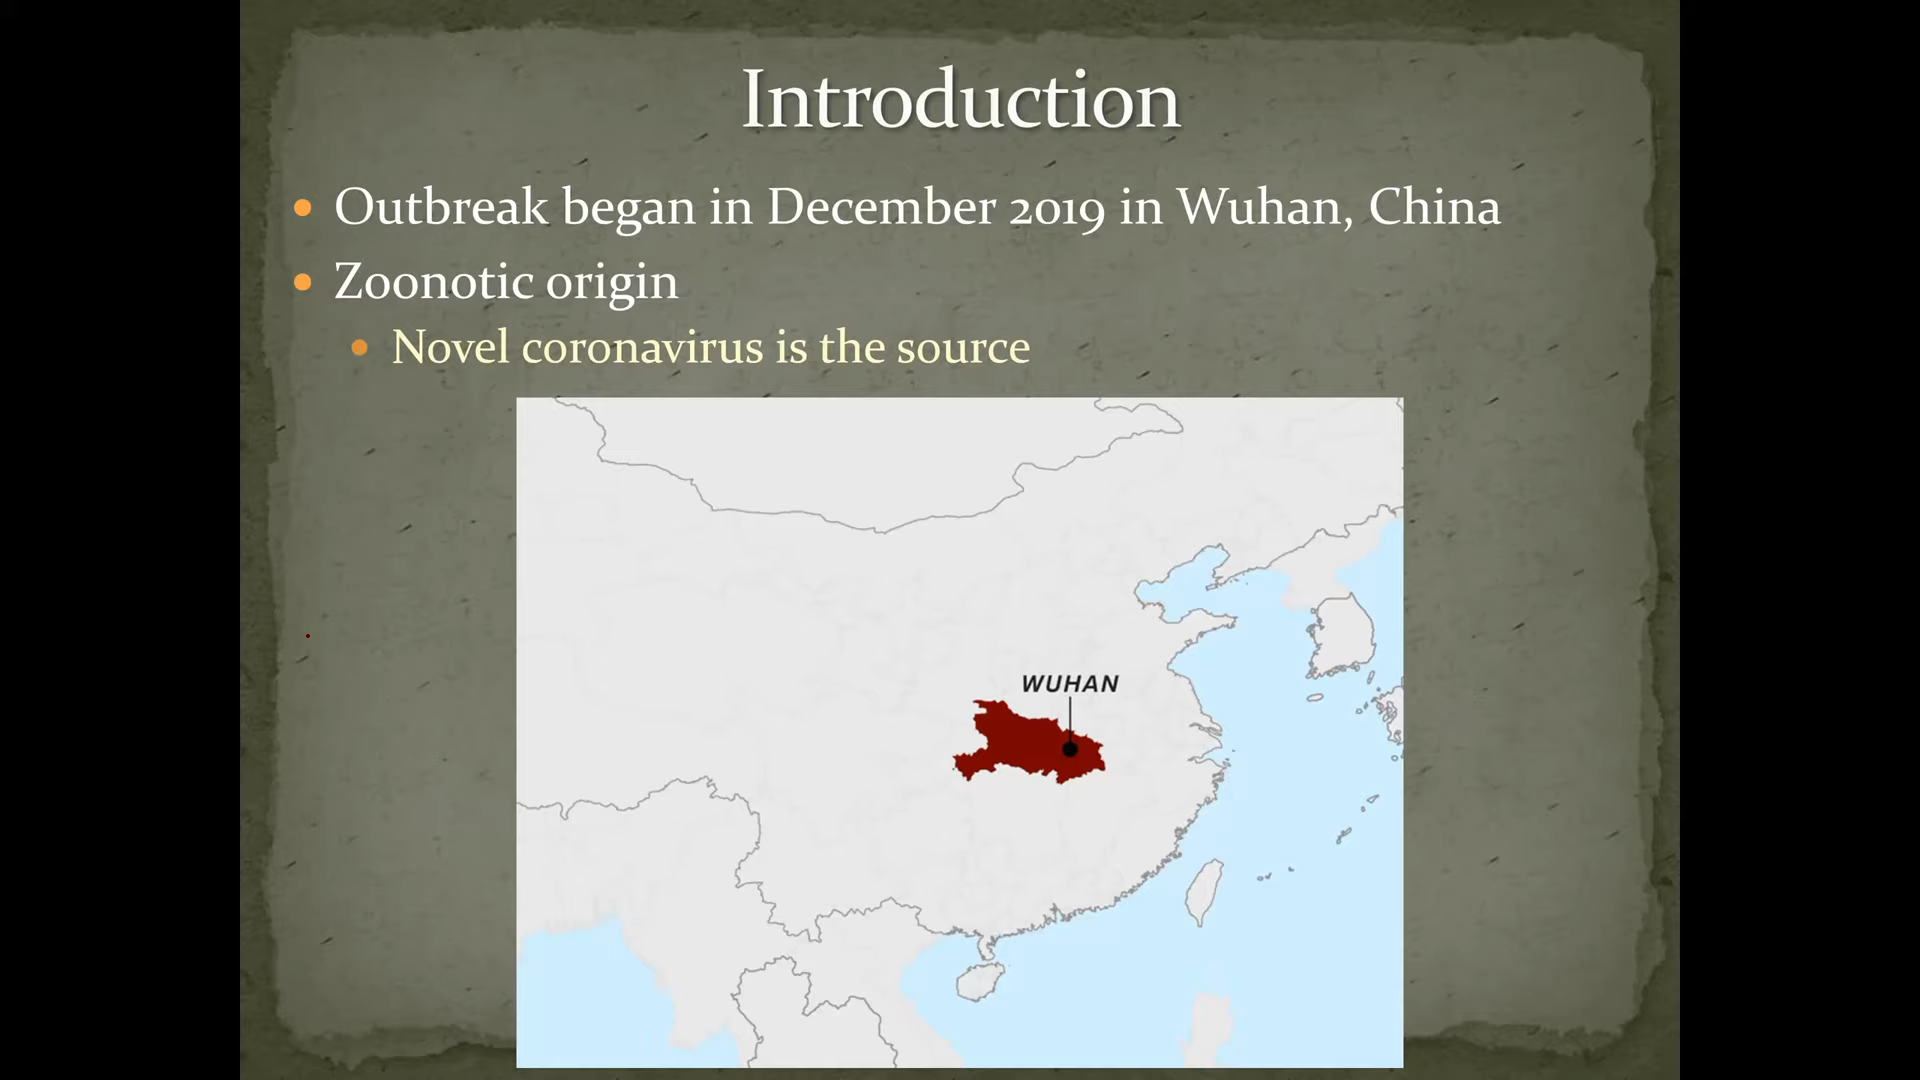 Introduction
Outbreak began in December 2019 in Wuhan, China
Zoonotic origin
Novel coronavirus is the source
WUHAN